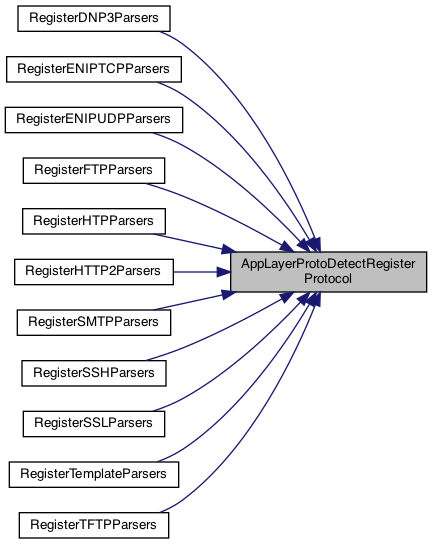 RegisterDNP3Parsers
RegisterENIPTCPParsers
RegisterENIPUDPParsers
RegisterFTPParsers
RegisterHTPParsers
AppLayerProtoDetectRegister
Protocol
RegisterHTTP2Parsers
RegisterSMTPParsers
RegisterSSHParsers
RegisterSSLParsers
RegisterTemplateParsers
RegisterTFTPParsers